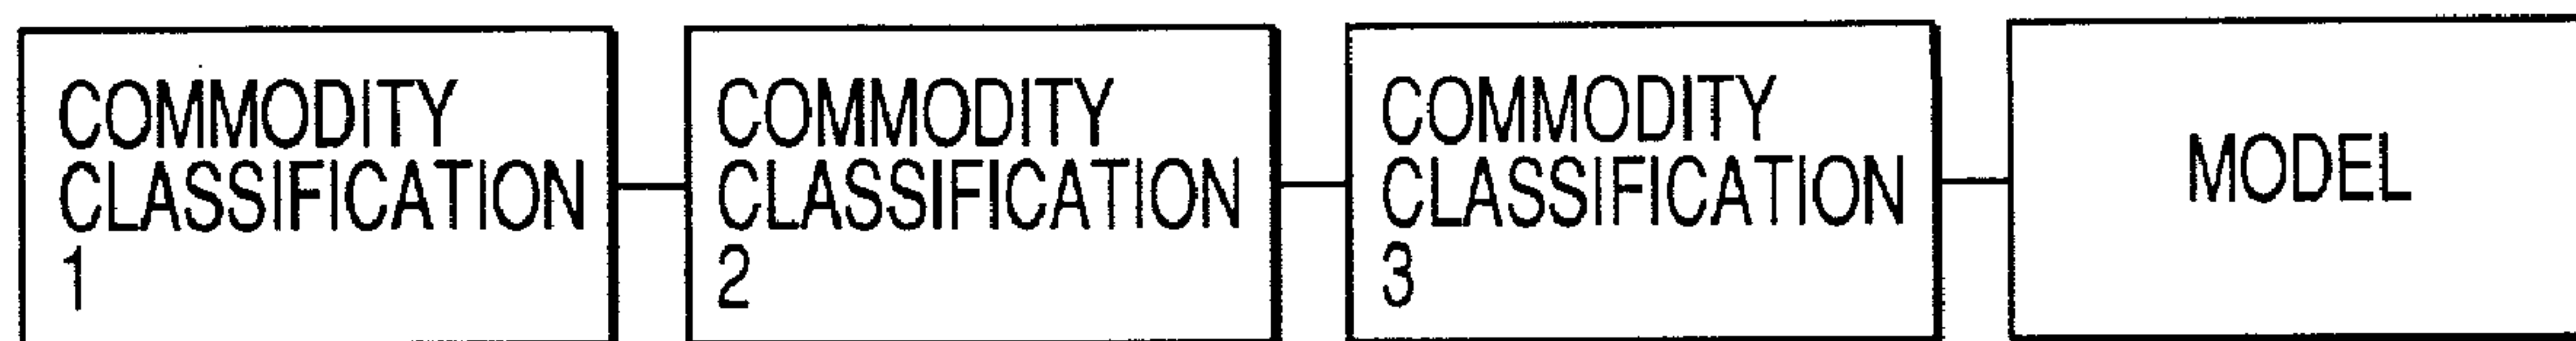 COMMODITY
CLASSIFICATION
1
COMMODITY
CLASSIFICATION
2
COMMODITY
CLASSIFICATION
3
MODEL